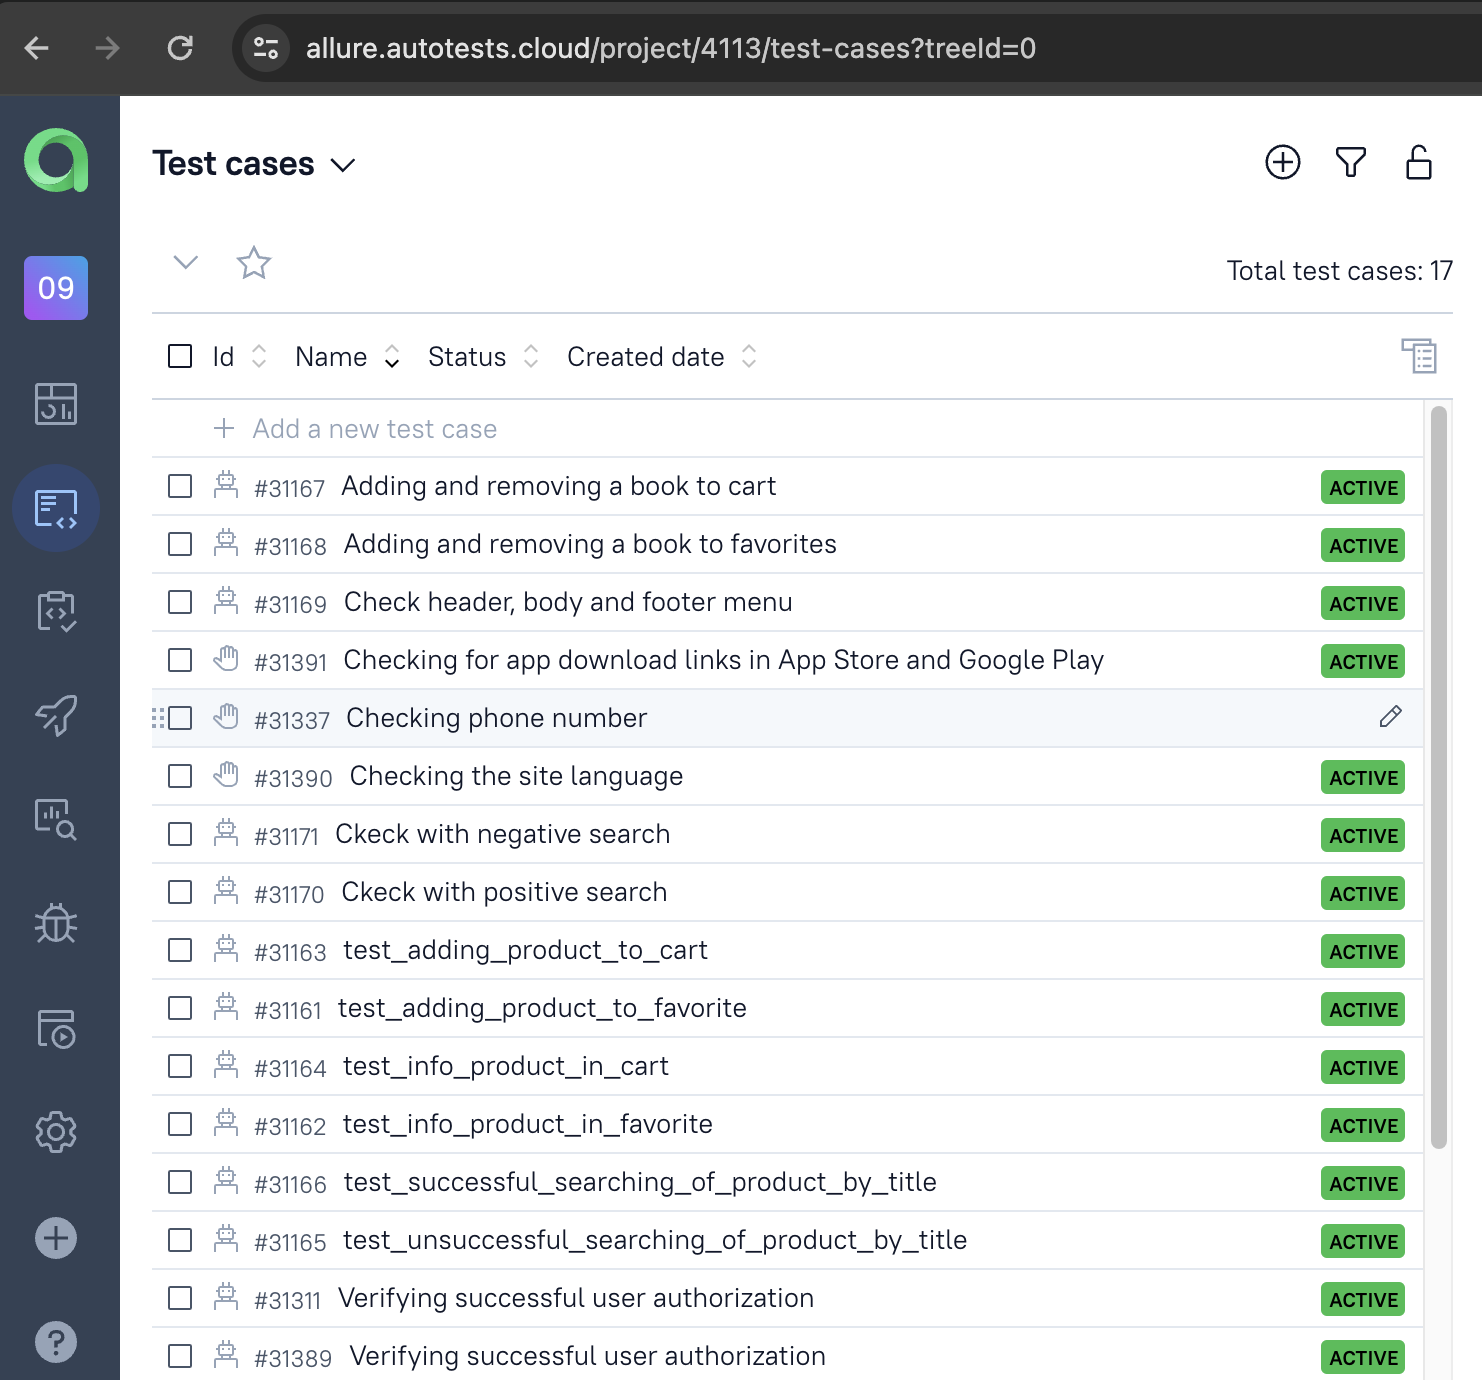 allure.autotests.cloud/project/4113/test-cases?treeId=0
Test cases
09
Total test cases: 17
Id Name Status Created date
Add a new test case
#31167 Adding and removing a book to cart ACTIVE
#31168 Adding and removing a book to favorites ACTIVE
#31169 Check header, body and footer menu ACTIVE
#31391 Checking for app download links in App Store and Google Play ACTIVE
#31337 Checking phone number
#31390 Checking the site language ACTIVE
#31171 Ckeck with negative search ACTIVE
#31170 Ckeck with positive search ACTIVE
#31163 test_adding_product_to_cart ACTIVE
#31161 test_adding_product_to_favorite ACTIVE
#31164 test_info_product_in_cart ACTIVE
#31162 test_info_product_in_favorite ACTIVE
#31166 test_successful_searching_of_product_by_title ACTIVE
#31165 test_unsuccessful_searching_of_product_by_title ACTIVE
#31311 Verifying successful user authorization ACTIVE
#31389 Verifying successful user authorization ACTIVE